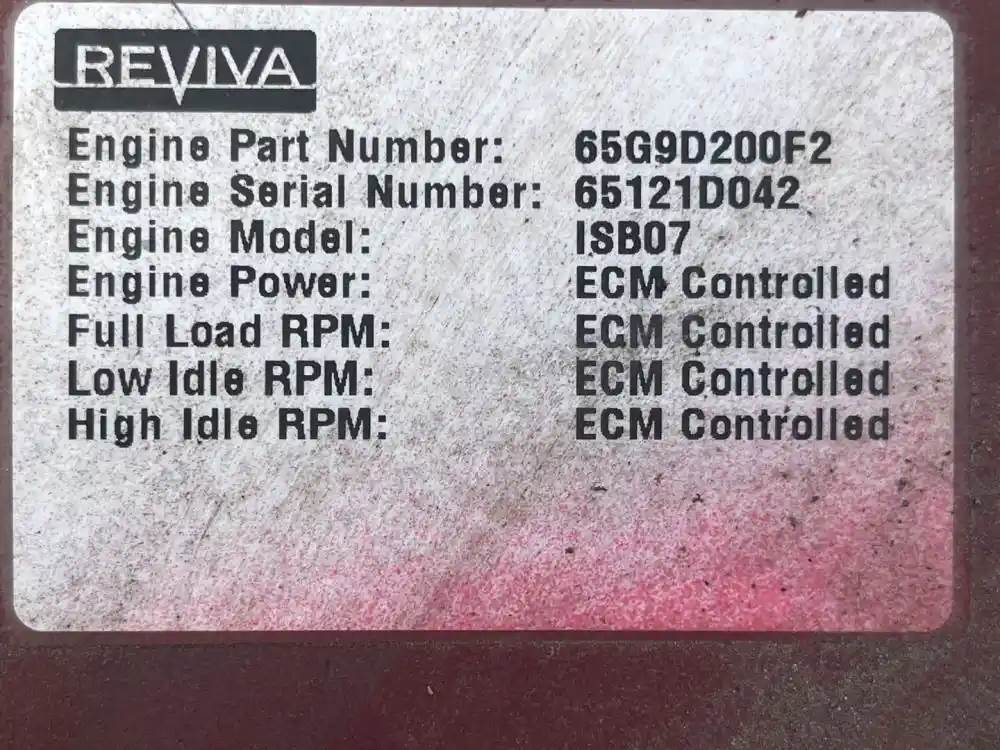 REVIVA
Engine Part Number: 65G9D200F2
Engine Serial Number: 65121D042
Engine Model: ISB07
Engine Power: ECM Controlled
Full Load RPM: ECM Controlled
Low Idle RPM: ECM Controlled
High Idle RPM: ECM Controlled